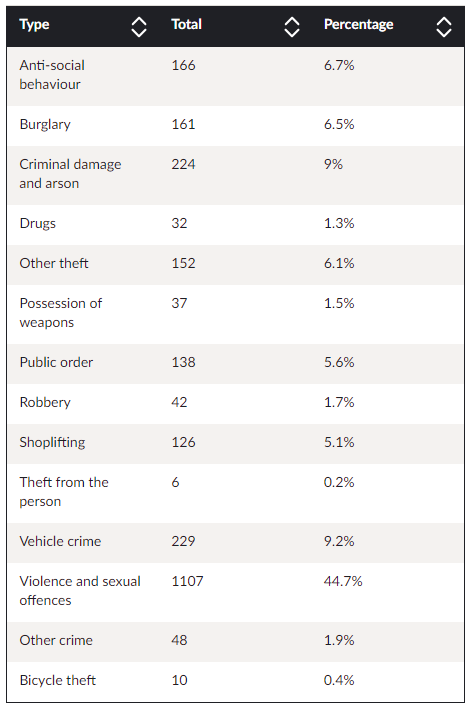 Type Total Percentage
Anti-social 166 6.7%
behaviour
Burglary 161 6.5%
Criminal damage 224 9%
and arson
Drugs 32 1.3%
Other theft 152 6.1%
Possession of 37 1.5%
weapons
Public order 138 5.6%
Robbery 42 1.7%
Shoplifting 126 5.1%
Theft from the 6 0.2%
person
Vehicle crime 229 9.2%
Violence and sexual 1107 44.7%
offences
Other crime 48 1.9%
Bicycle theft 10 0.4%